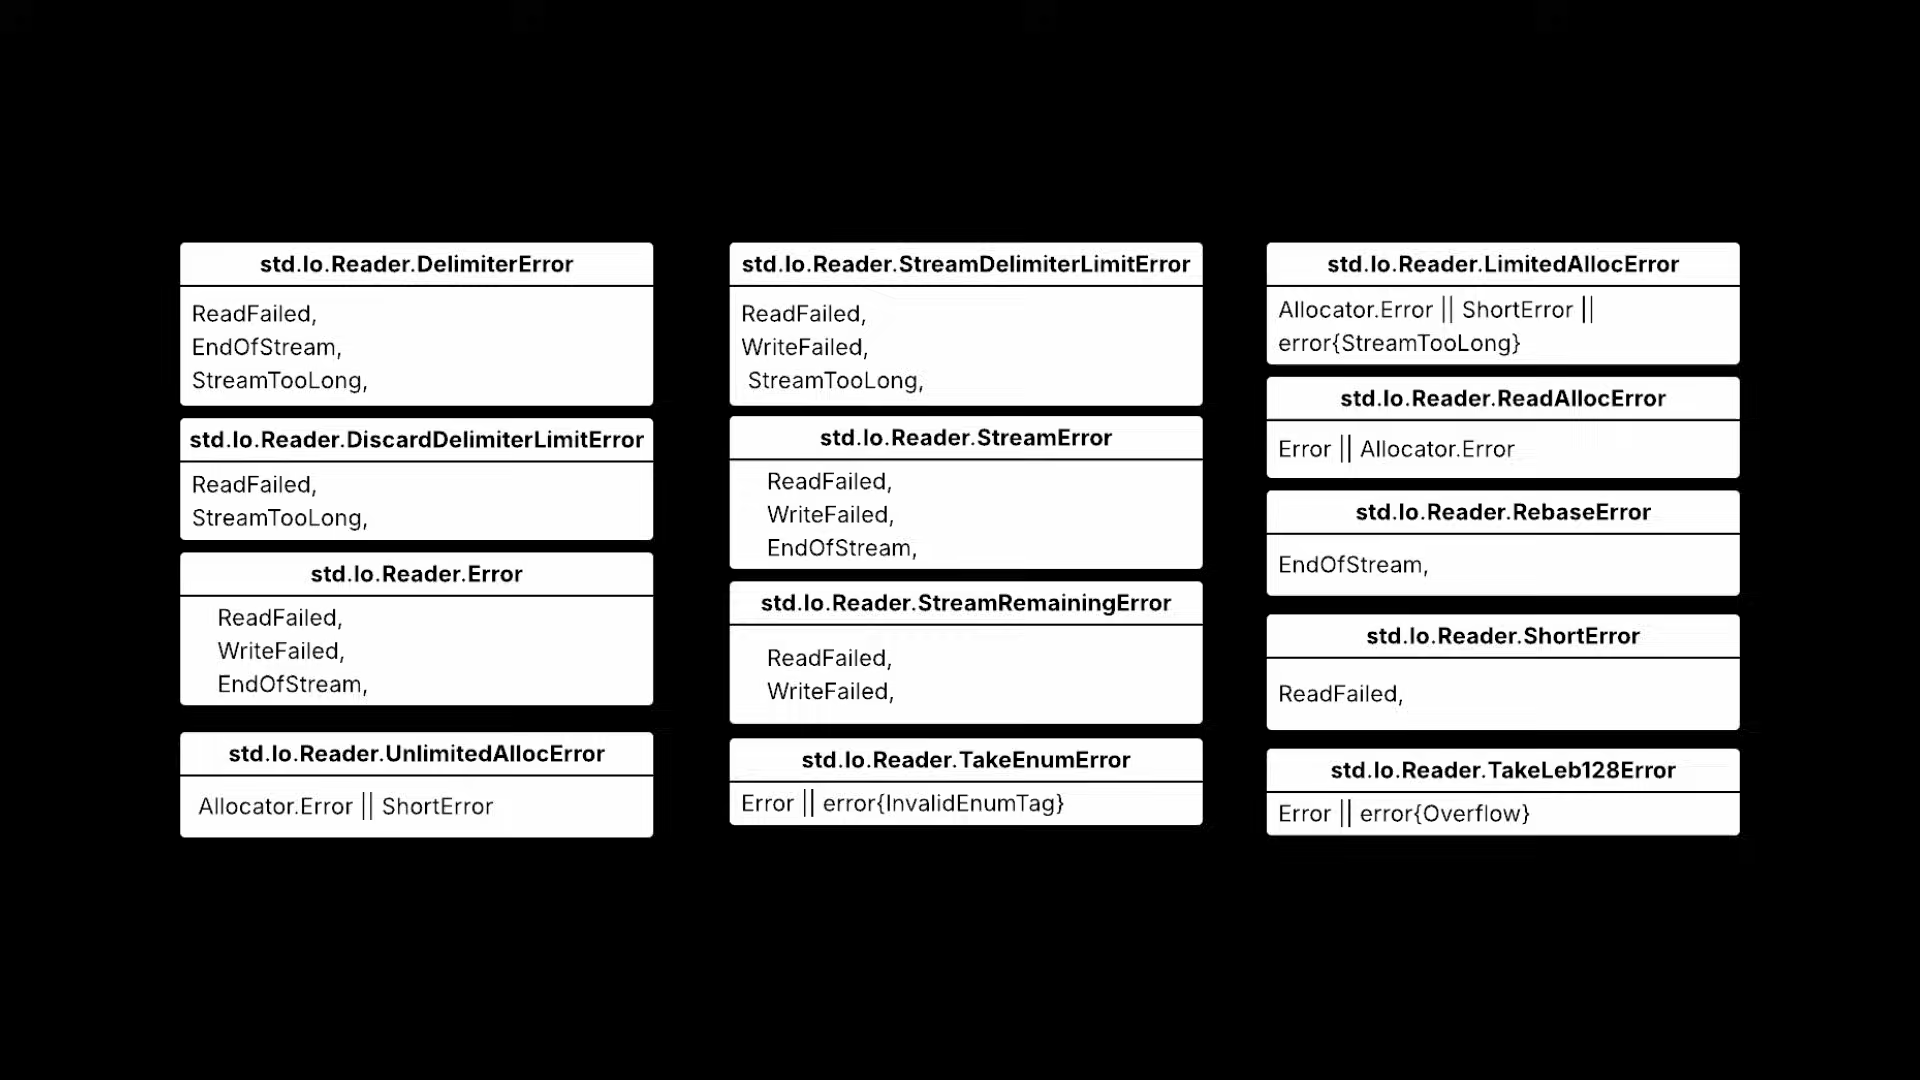 std.Io.Reader.DelimiterError
ReadFailed,
EndOfStream,
StreamTooLong,
std.Io.Reader.DiscardDelimiterLimitError
ReadFailed,
StreamTooLong,
std.Io.Reader.Error
ReadFailed,
WriteFailed,
EndOfStream,
std.Io.Reader.UnlimitedAllocError
Allocator.Error || ShortError
std.Io.Reader.StreamDelimiterLimitError
ReadFailed,
WriteFailed,
StreamTooLong,
std.Io.Reader.StreamError
ReadFailed,
WriteFailed,
EndOfStream,
std.Io.Reader.StreamRemainingError
ReadFailed,
WriteFailed,
std.Io.Reader.TakeEnumError
Error || error{InvalidEnumTag}
std.Io.Reader.LimitedAllocError
Allocator.Error || ShortError ||
error{StreamTooLong}
std.Io.Reader.ReadAllocError
Error || Allocator.Error
std.Io.Reader.RebaseError
EndOfStream,
std.Io.Reader.ShortError
ReadFailed,
std.Io.Reader.TakeLeb128Error
Error || error{Overflow}